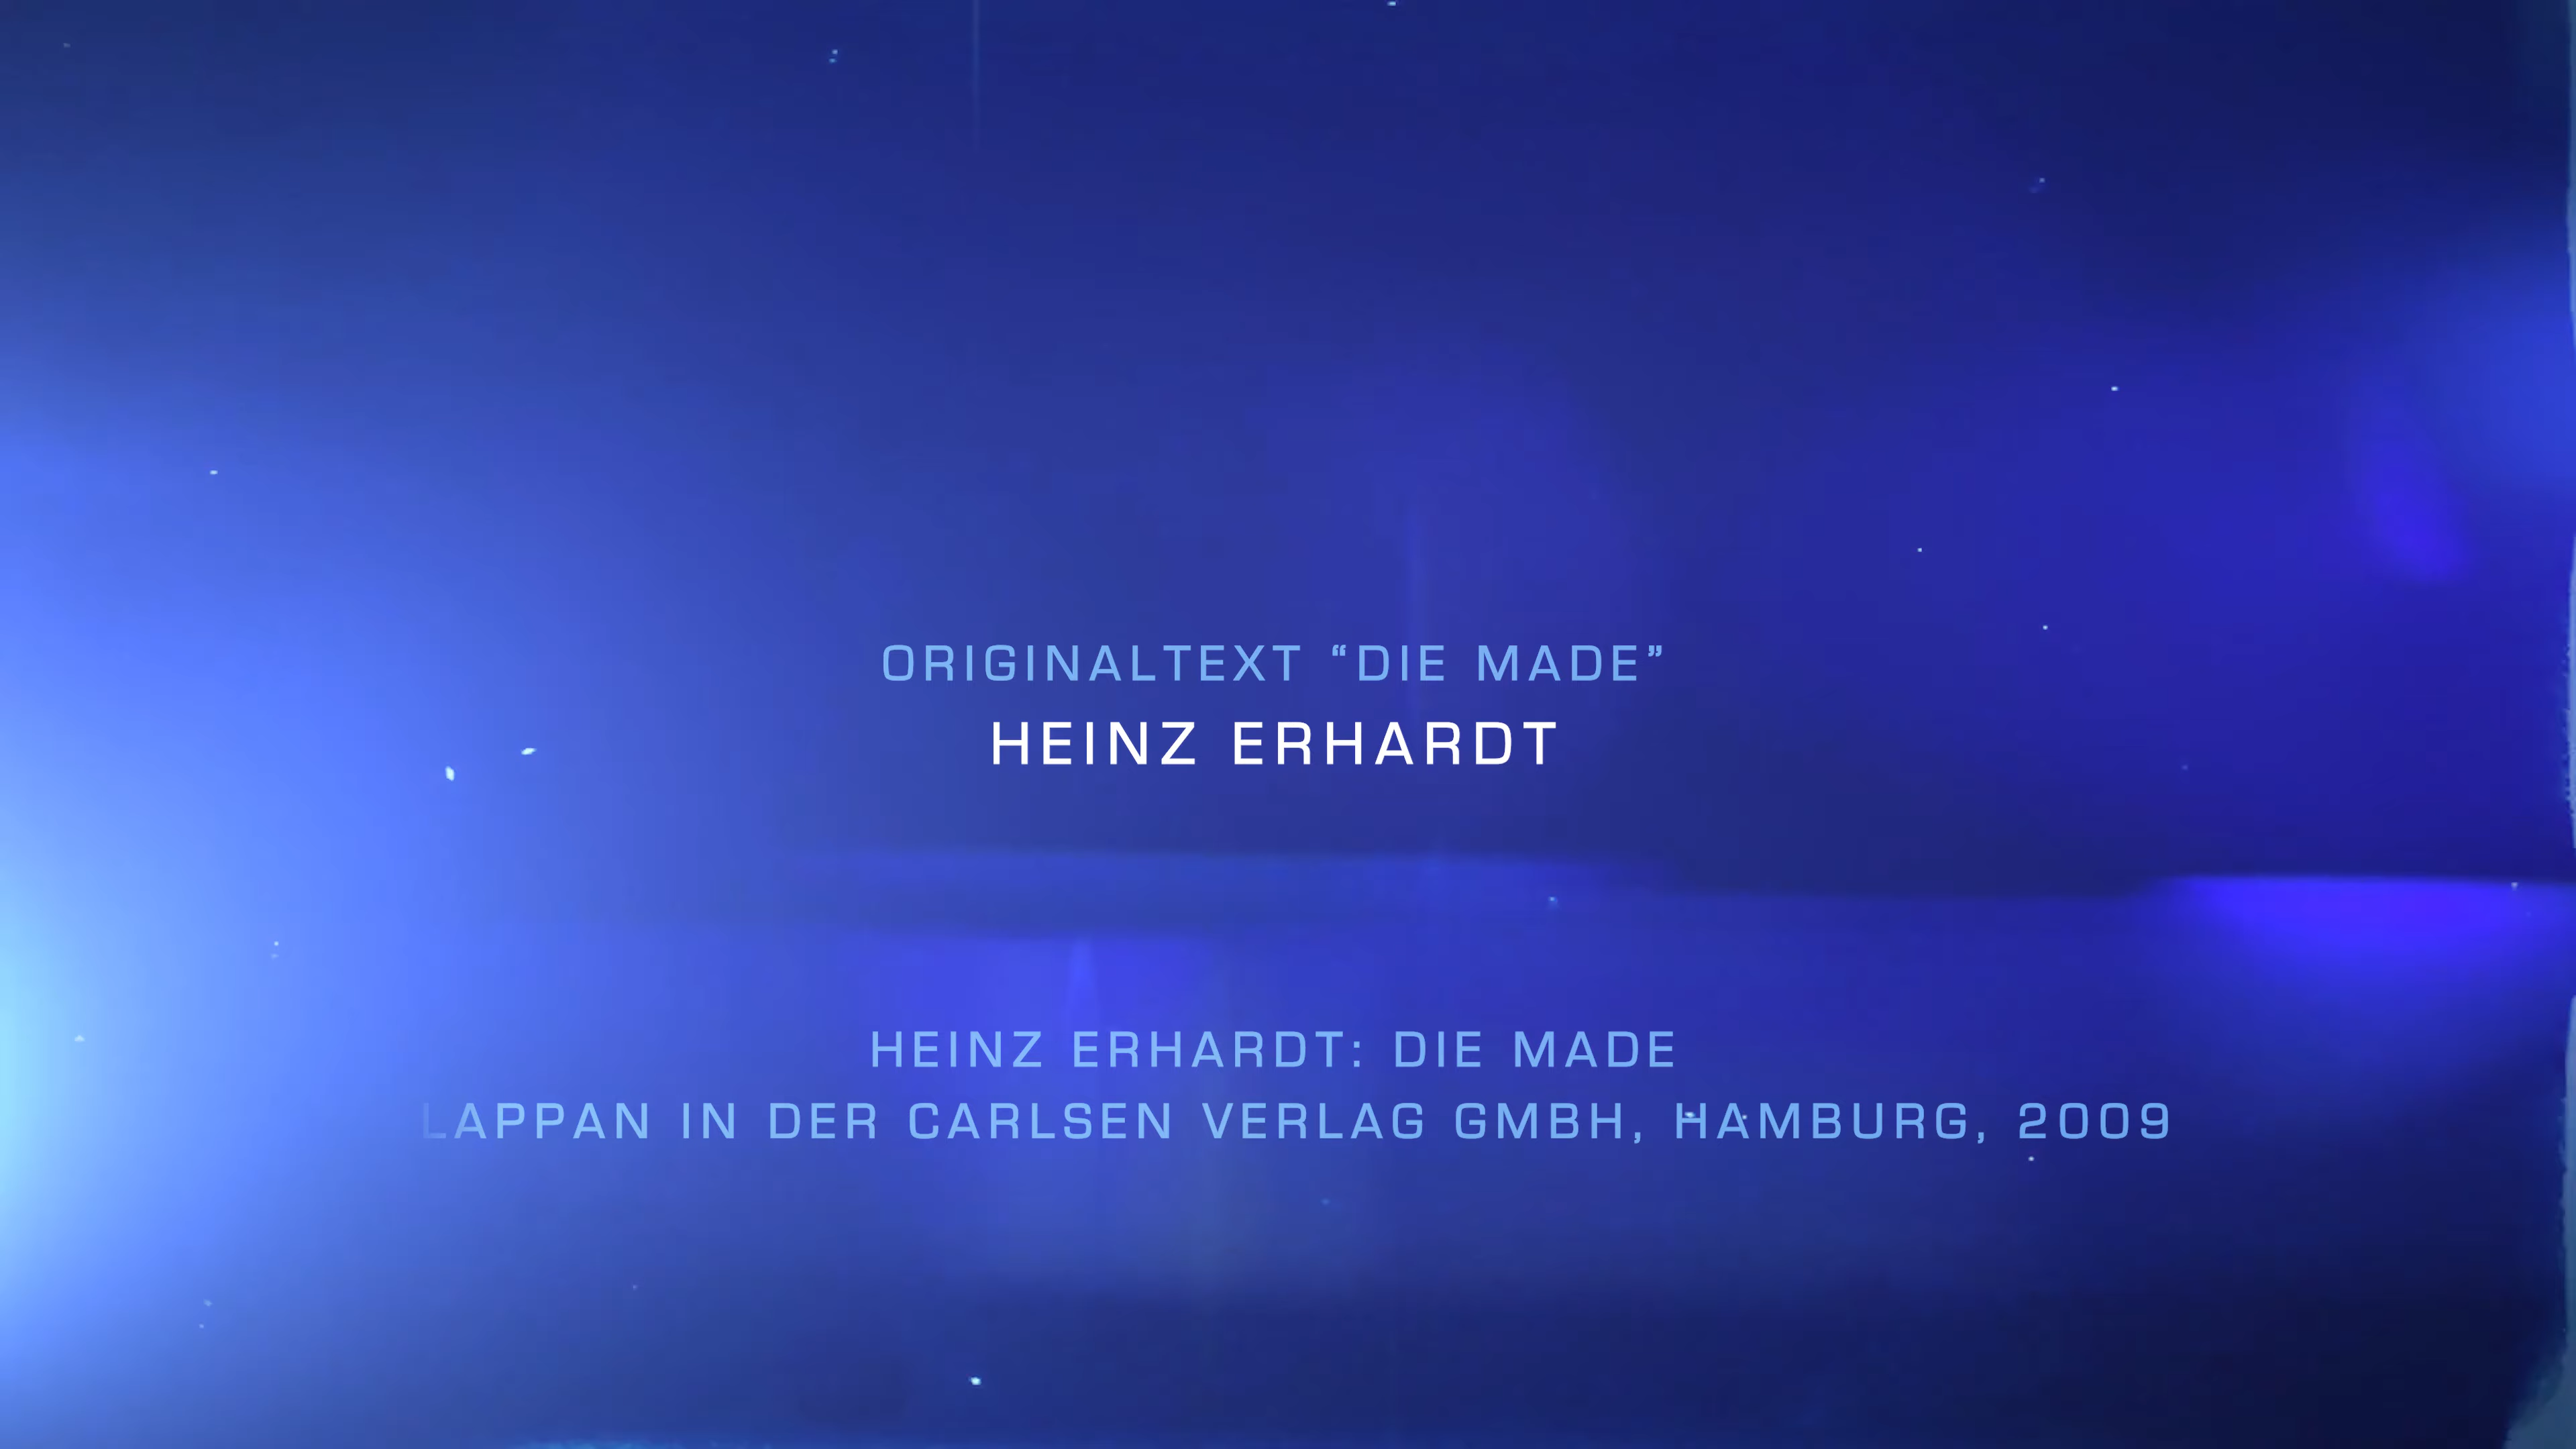 ORIGINALTEXT “DIE MADE”
HEINZ ERHARDT
HEINZ ERHARDT: DIE MADE
LAPPAN IN DER CARLSEN VERLAG GMBH, HAMBURG, 2009